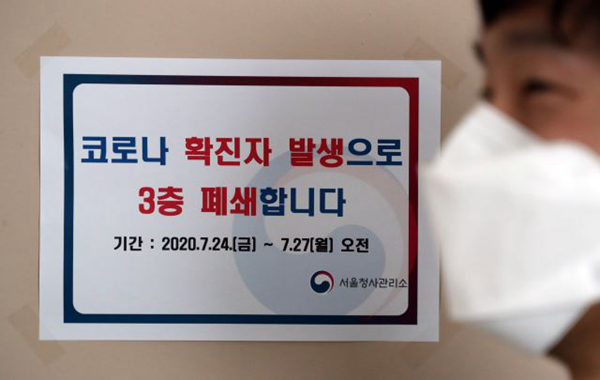 코로나 확진자 발생으로
3층 폐쇄합니다
기간 : 2020.7.24.(금) ~ 7.27(월) 오전
서울청사관리소